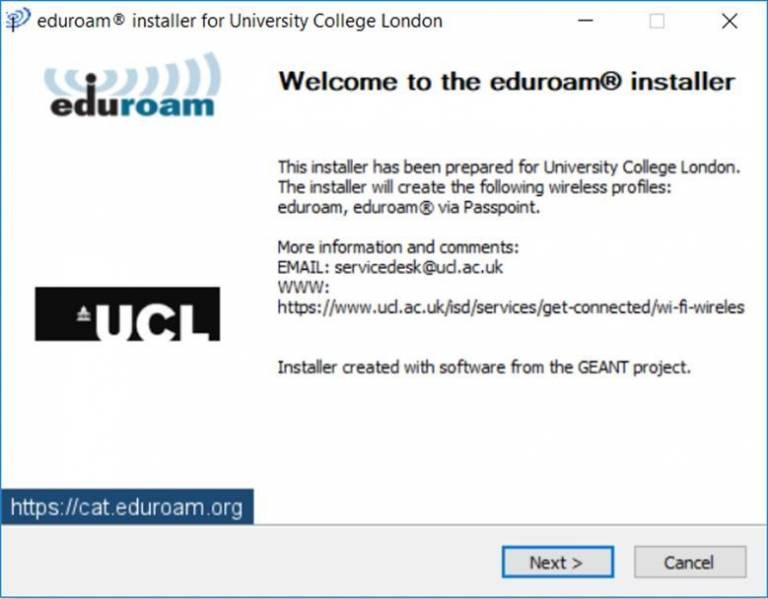 eduroam® installer for University College London
eduroam
Welcome to the eduroam® installer
This installer has been prepared for University College London.
The installer will create the following wireless profiles:
eduroam, eduroam® via Passpoint.
More information and comments:
EMAIL: servicedesk@ucl.ac.uk
WWW:
https://www.ucl.ac.uk/isd/services/get-connected/wi-fi-wireles
UCL
Installer created with software from the GEANT project.
https://cat.eduroam.org
Next >
Cancel